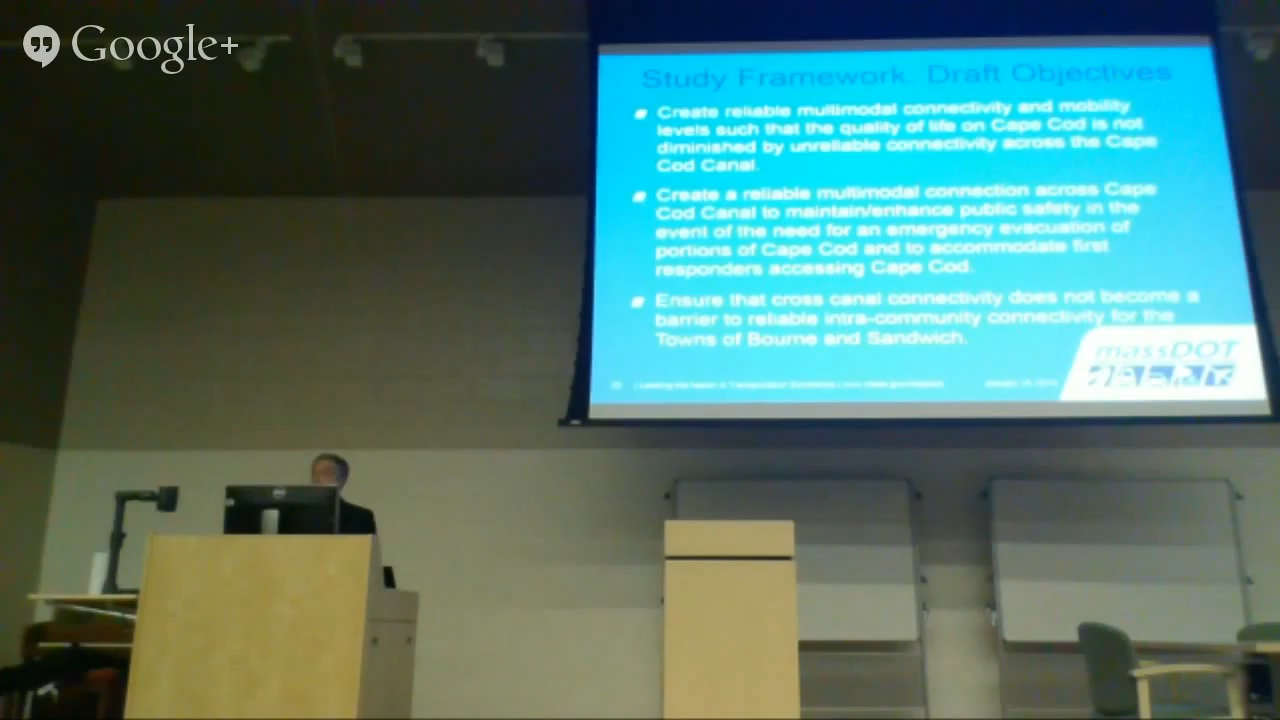 Google+
Study Framework. Draft Objectives
Create reliable multimodal connectivity and mobility
levels such that the quality of life on Cape Cod is not
diminished by unreliable connectivity across the Cape
Cod Canal.
Create a reliable multimodal connection across Cape
Cod Canal to maintain/enhance public safety in the
event of the need for an emergency evacuation of
portions of Cape Cod and to accommodate first
responders accessing Cape Cod.
Ensure that cross canal connectivity does not become a
barrier to reliable intra-community connectivity for the
Towns of Bourne and Sandwich.
massDOT